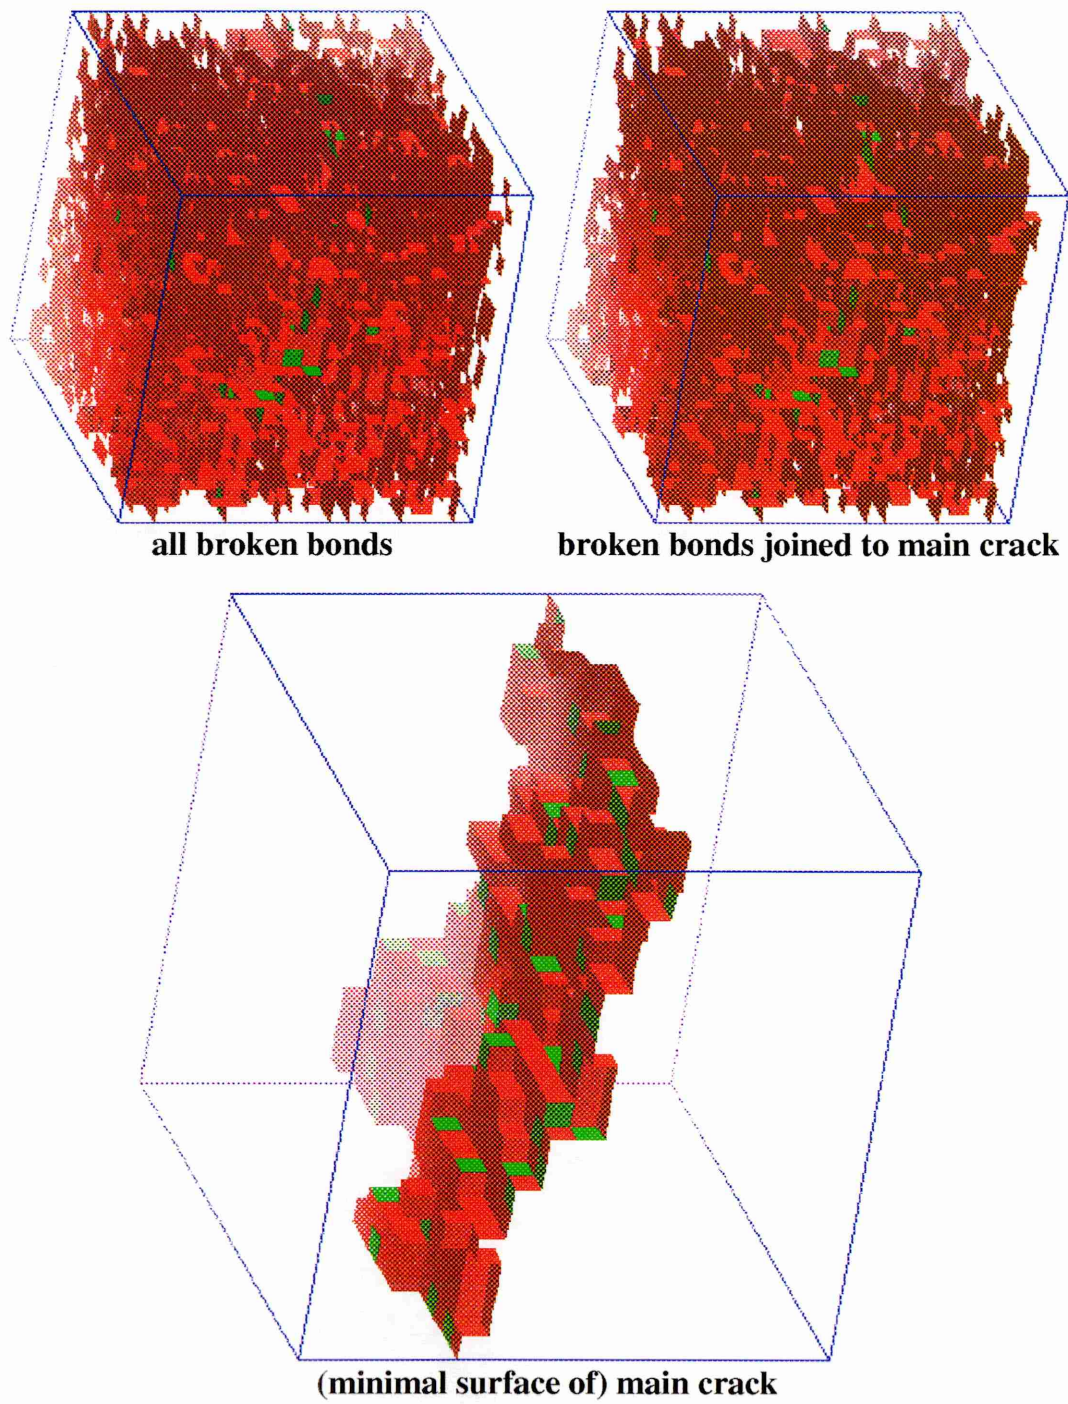 all broken bonds
broken bonds joined to main crack
(minimal surface of) main crack